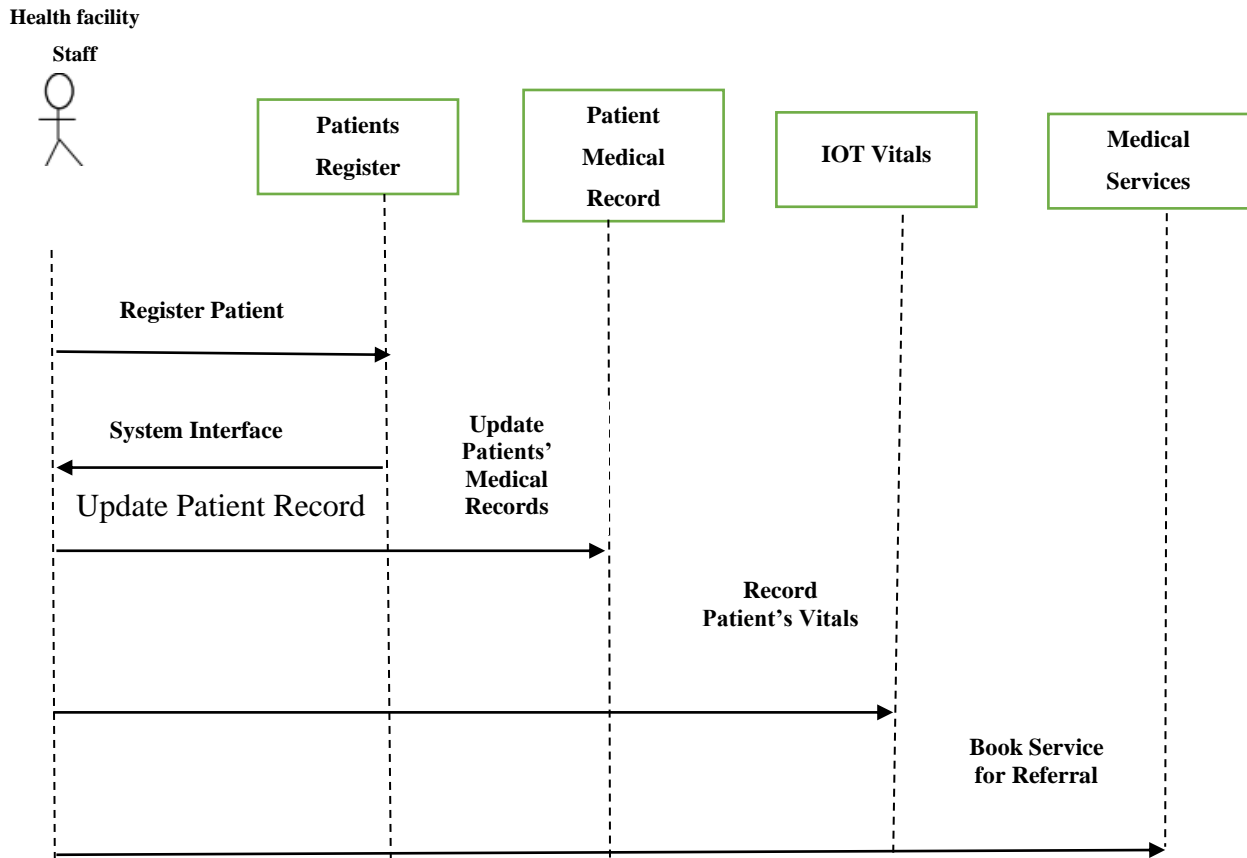 Health facility
Staff
Patients
Register
Patient
Medical
Record
IOT Vitals
Medical
Services
Register Patient
System Interface
Update
Patients’
Medical
Records
Update Patient Record
Record
Patient’s Vitals
Book Service
for Referral